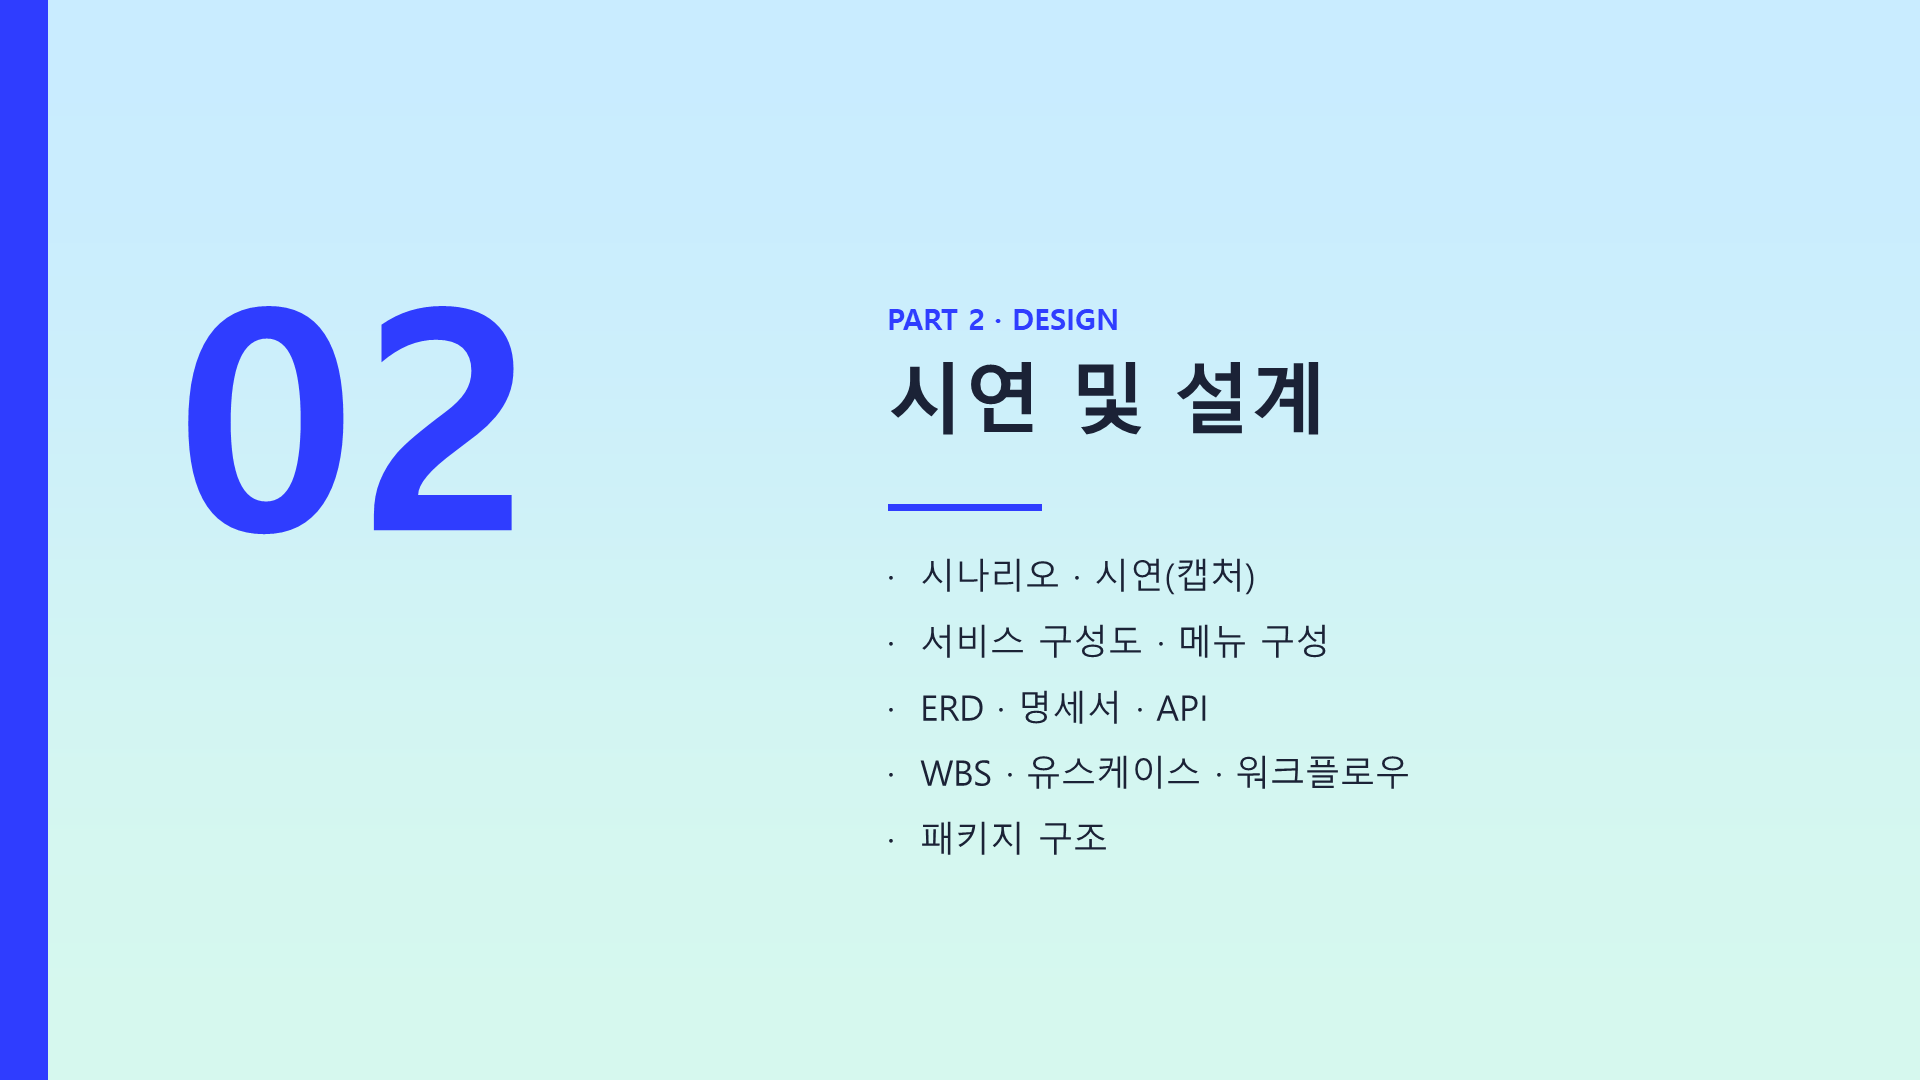 02
PART 2 · DESIGN
시연 및 설계
· 시나리오 · 시연(캡처)
· 서비스 구성도 · 메뉴 구성
· ERD · 명세서 · API
· WBS · 유스케이스 · 워크플로우
· 패키지 구조